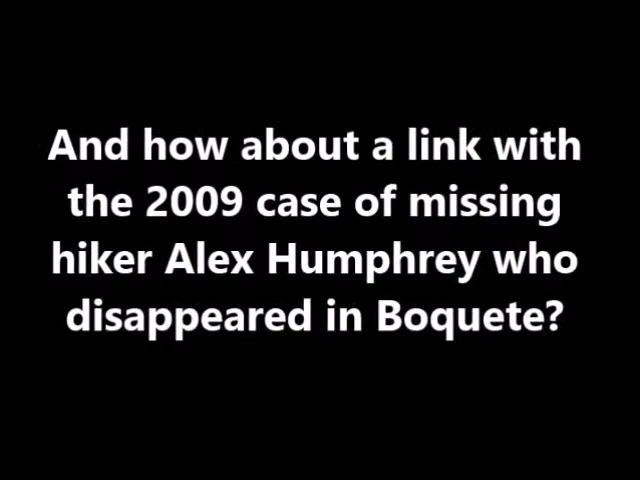 And how about a link with
the 2009 case of missing
hiker Alex Humphrey who
disappeared in Boquete?